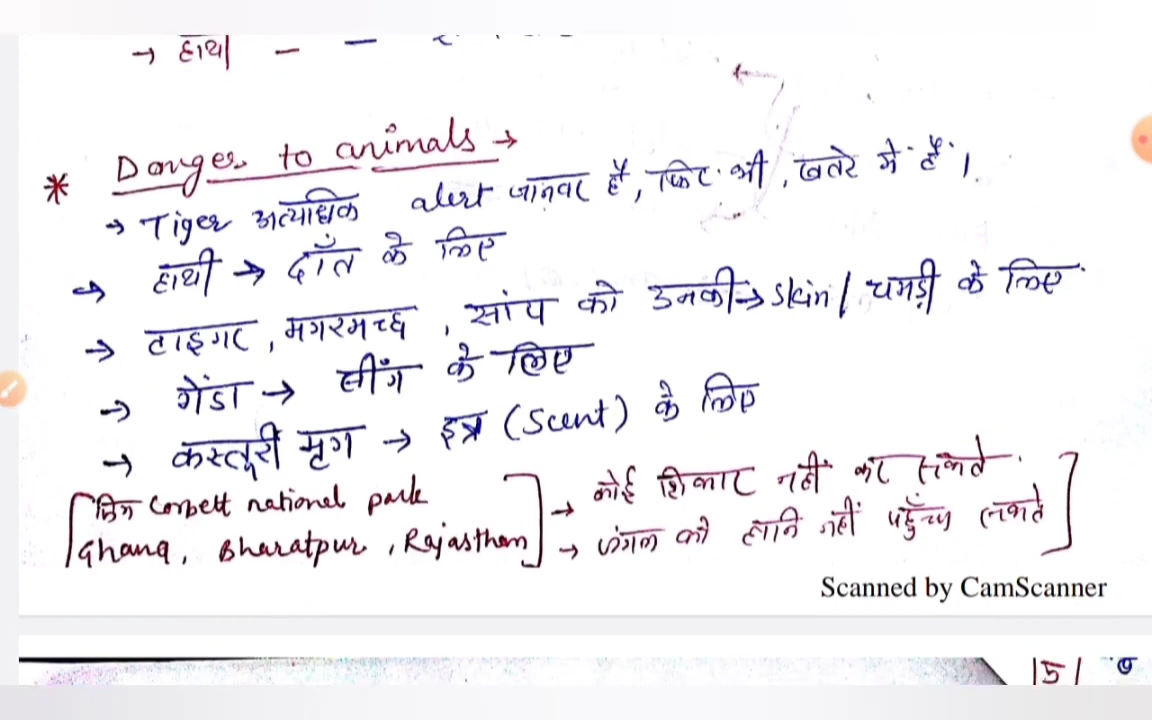 → हाथी - -
* Danger to animals →
→ Tiger अत्याधिक alert जानवर है, फिर भी, खतरे में है।
→ हाथी → दाँत के लिए
→ टाइगर, मगरमच्छ, सांप को उनकी → skin / चमड़ी के लिए
→ गेंडा → सींग के लिए
→ कस्तूरी मृग → इत्र (Scent) के लिए
[जिम Corbett national park ] → कोई शिकार नहीं कर सकते ]
[Ghana, Bharatpur, Rajasthan] → जंगल को हानि नहीं पहुँचा सकते ]
Scanned by CamScanner
151